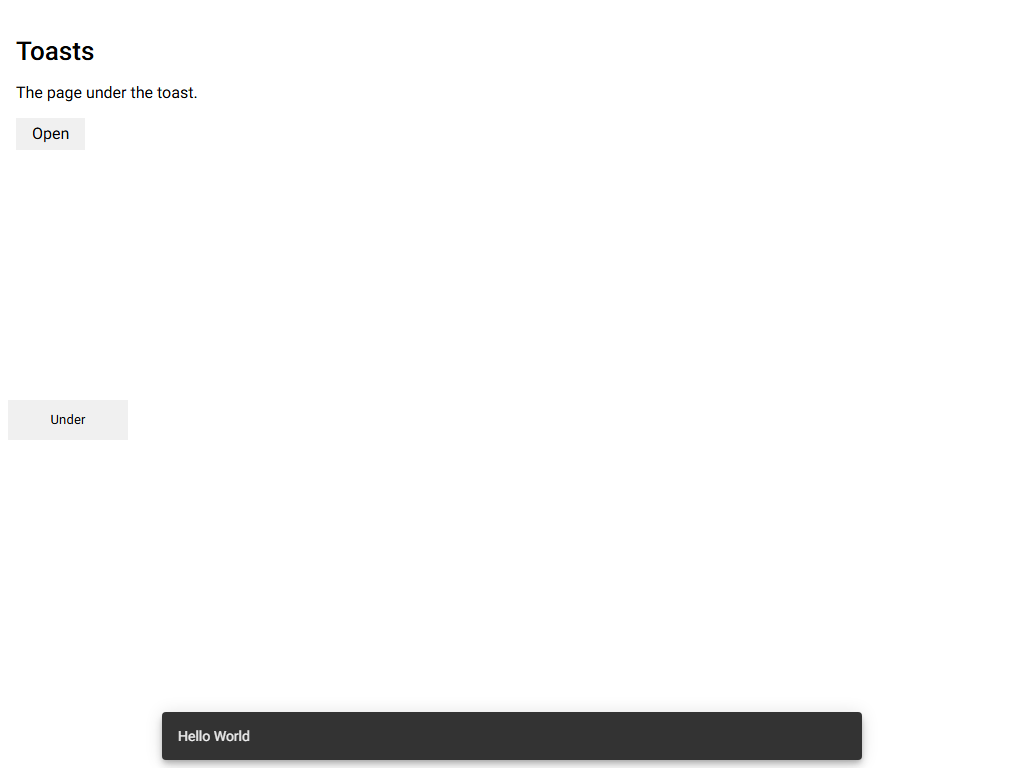 Toasts
The page under the toast.
Open
Under
Hello World